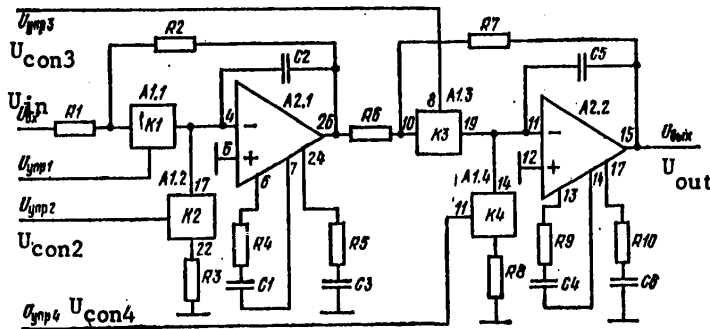 Uупр3
R2
R7
Ucon3
C2
C5
Uin
Uвх
R1
A1.1
K1
4
−
A2.1
26
R6
10
8
A1.3
K3
19
11
−
A2.2
15
Uвых
Uout
5
+
24
12
+
17
Uупр1
A1.2
17
6
7
A1.4
14
13
14
Uупр2
K2
11
K4
Ucon2
22
R4
R5
R9
R10
R3
C1
C3
R8
C4
C6
Uупр4
Ucon4